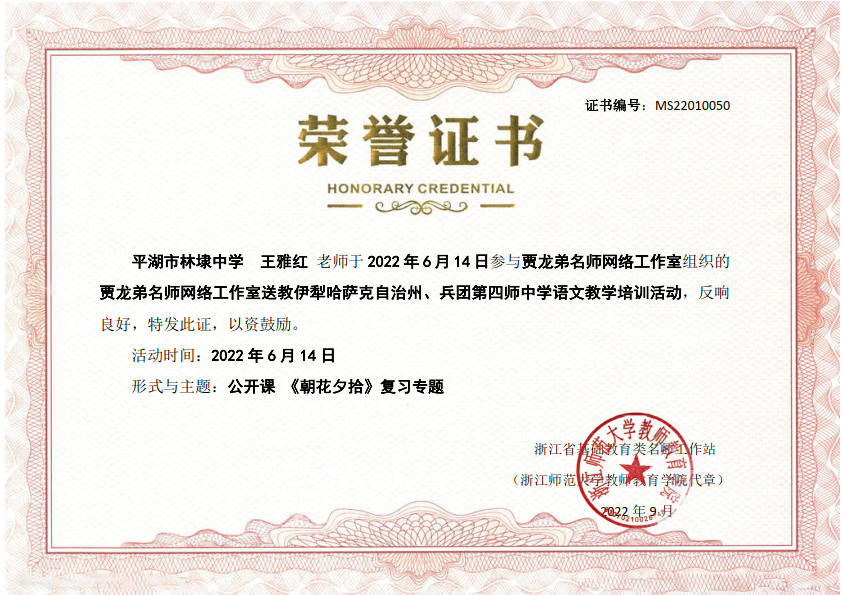 证书编号：MS22010050
荣誉证书
HONORARY CREDENTIAL
平湖市林埭中学 王雅红 老师于 2022 年 6 月 14 日参与贾龙弟名师网络工作室组织的
贾龙弟名师网络工作室送教伊犁哈萨克自治州、兵团第四师中学语文教学培训活动，反响
良好，特发此证，以资鼓励。
活动时间：2022 年 6 月 14 日
形式与主题：公开课 《朝花夕拾》复习专题
浙江省基础教育类名师工作站
（浙江师范大学教师教育学院代章）
2022 年 9 月
浙江师范大学教师教育学院